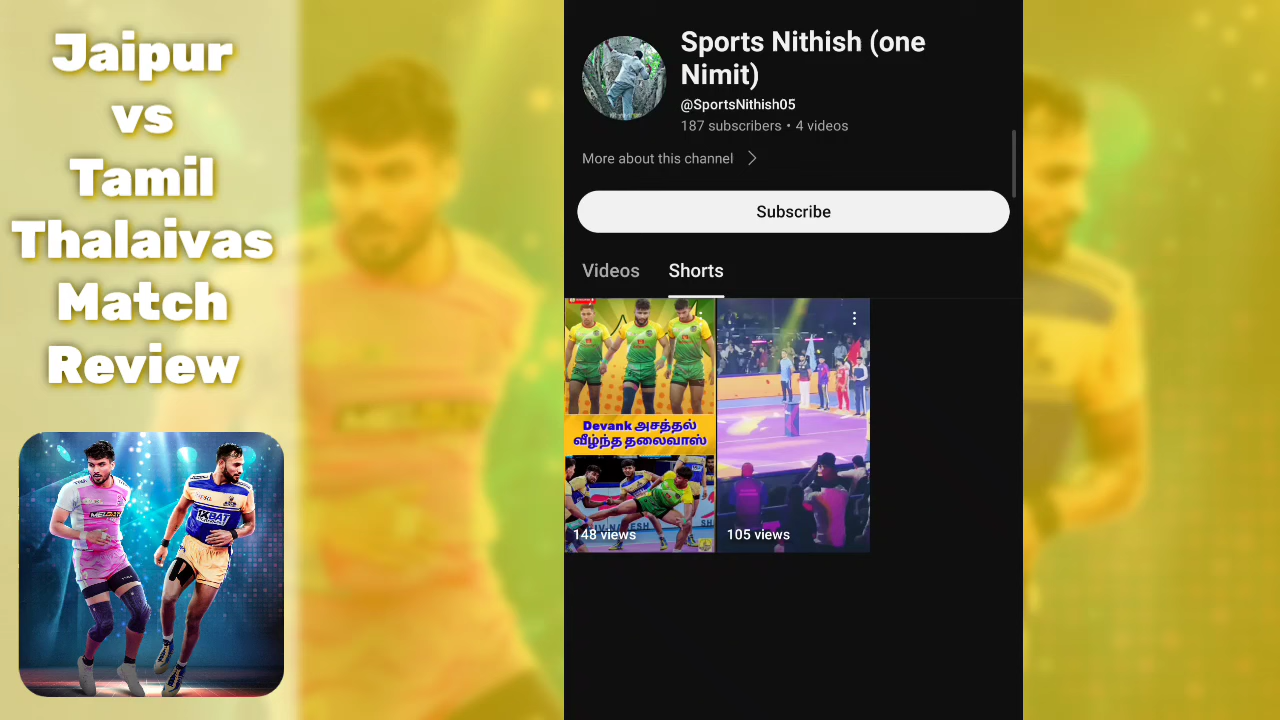 Jaipur
vs
Tamil
Thalaivas
Match
Review
Sports Nithish (one
Nimit)
@SportsNithish05
187 subscribers • 4 videos
More about this channel
Subscribe
Videos
Shorts
Devank அசத்தல்
வீழ்ந்த தலைவாஸ்
148 views
105 views